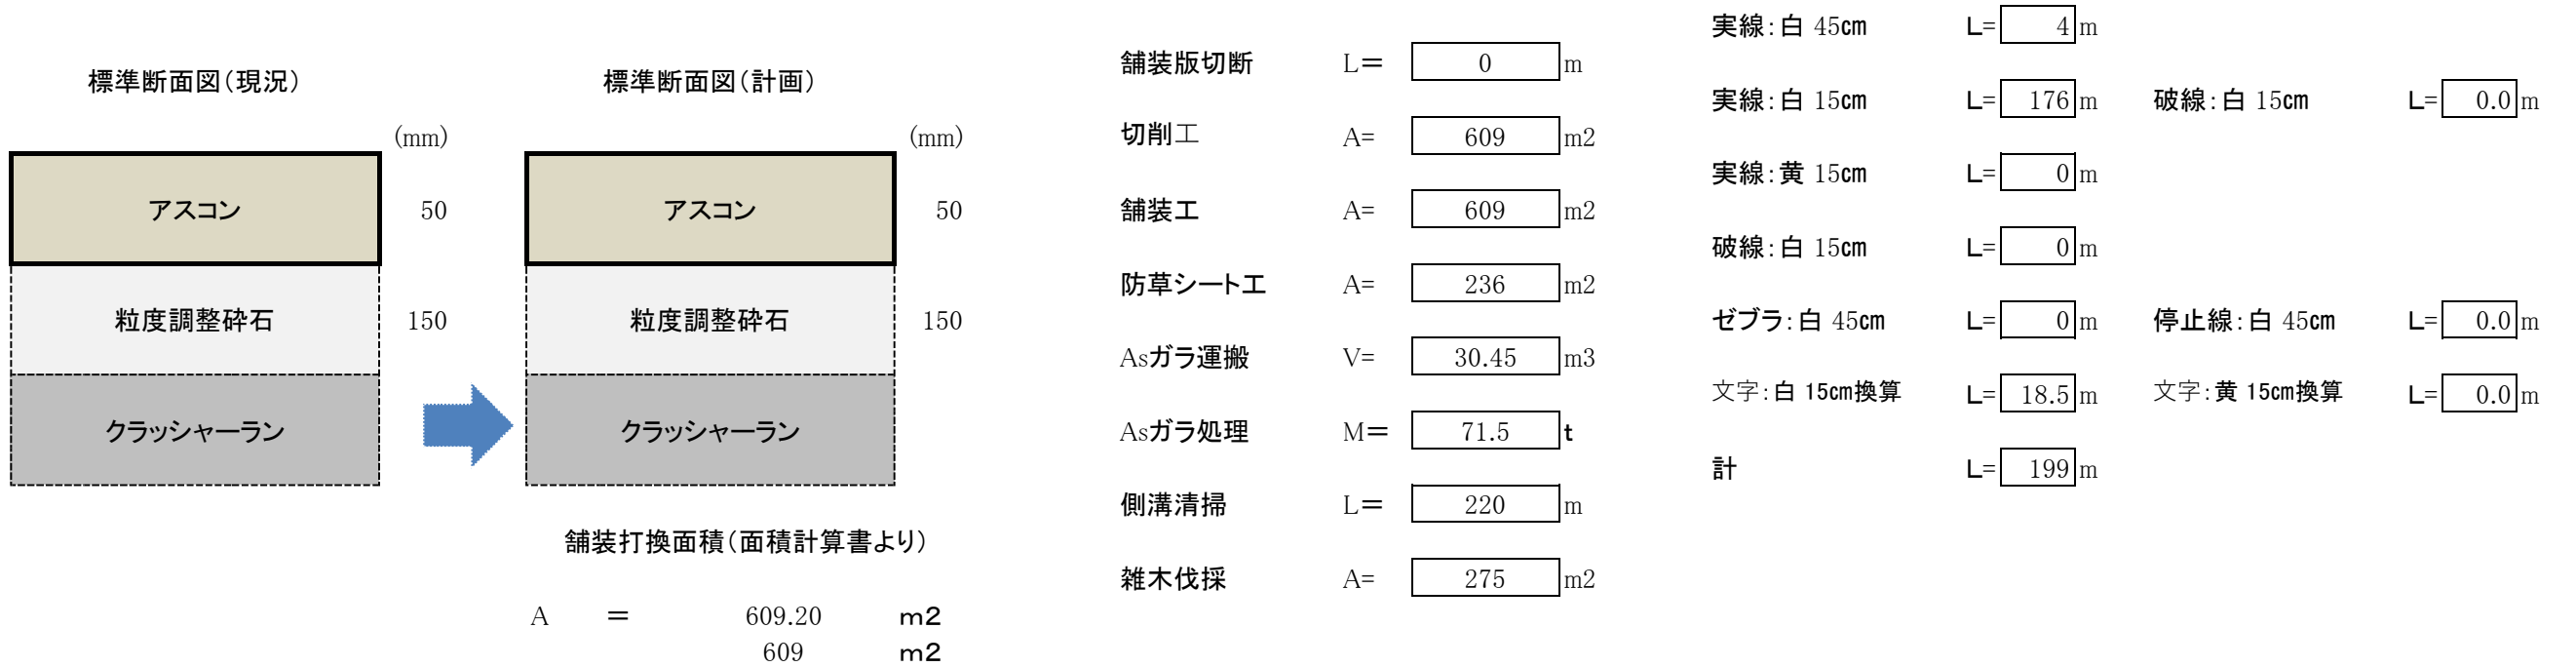 標準断面図（現況）
(mm)
アスコン 50
粒度調整砕石 150
クラッシャーラン
標準断面図（計画）
(mm)
アスコン 50
粒度調整砕石 150
クラッシャーラン
舗装打換面積（面積計算書より）
A ＝ 609.20 m2
609 m2
舗装版切断 L＝ 0 m
切削工 A= 609 m2
舗装工 A= 609 m2
防草シート工 A= 236 m2
Asガラ運搬 V= 30.45 m3
Asガラ処理 M＝ 71.5 t
側溝清掃 L＝ 220 m
雑木伐採 A= 275 m2
実線：白 45㎝ L= 4 m
実線：白 15㎝ L= 176 m 破線：白 15㎝ L= 0.0 m
実線：黄 15㎝ L= 0 m
破線：白 15㎝ L= 0 m
ゼブラ：白 45㎝ L= 0 m 停止線：白 45㎝ L= 0.0 m
文字：白 15㎝換算 L= 18.5 m 文字：黄 15㎝換算 L= 0.0 m
計 L= 199 m